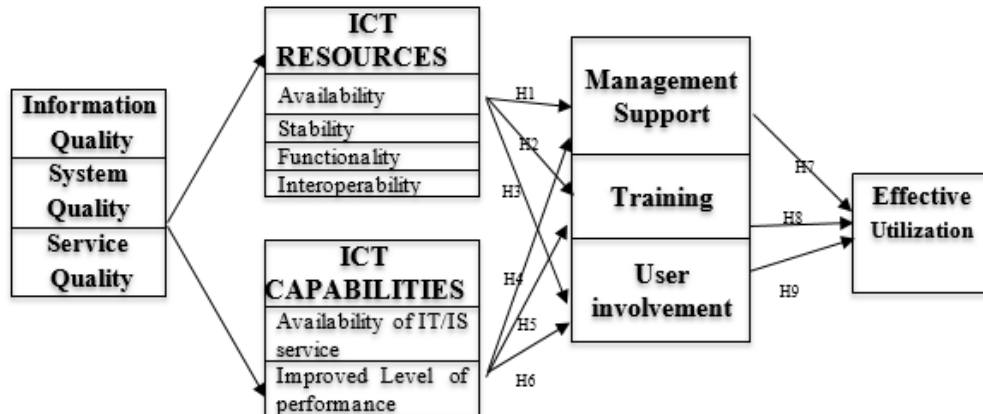 Information
Quality
System
Quality
Service
Quality
ICT
RESOURCES
Availability
Stability
Functionality
Interoperability
ICT
CAPABILITIES
Availability of IT/IS
service
Improved Level of
performance
H1
H2
H3
H4
H5
H6
Management
Support
Training
User
involvement
H7
H8
H9
Effective
Utilization